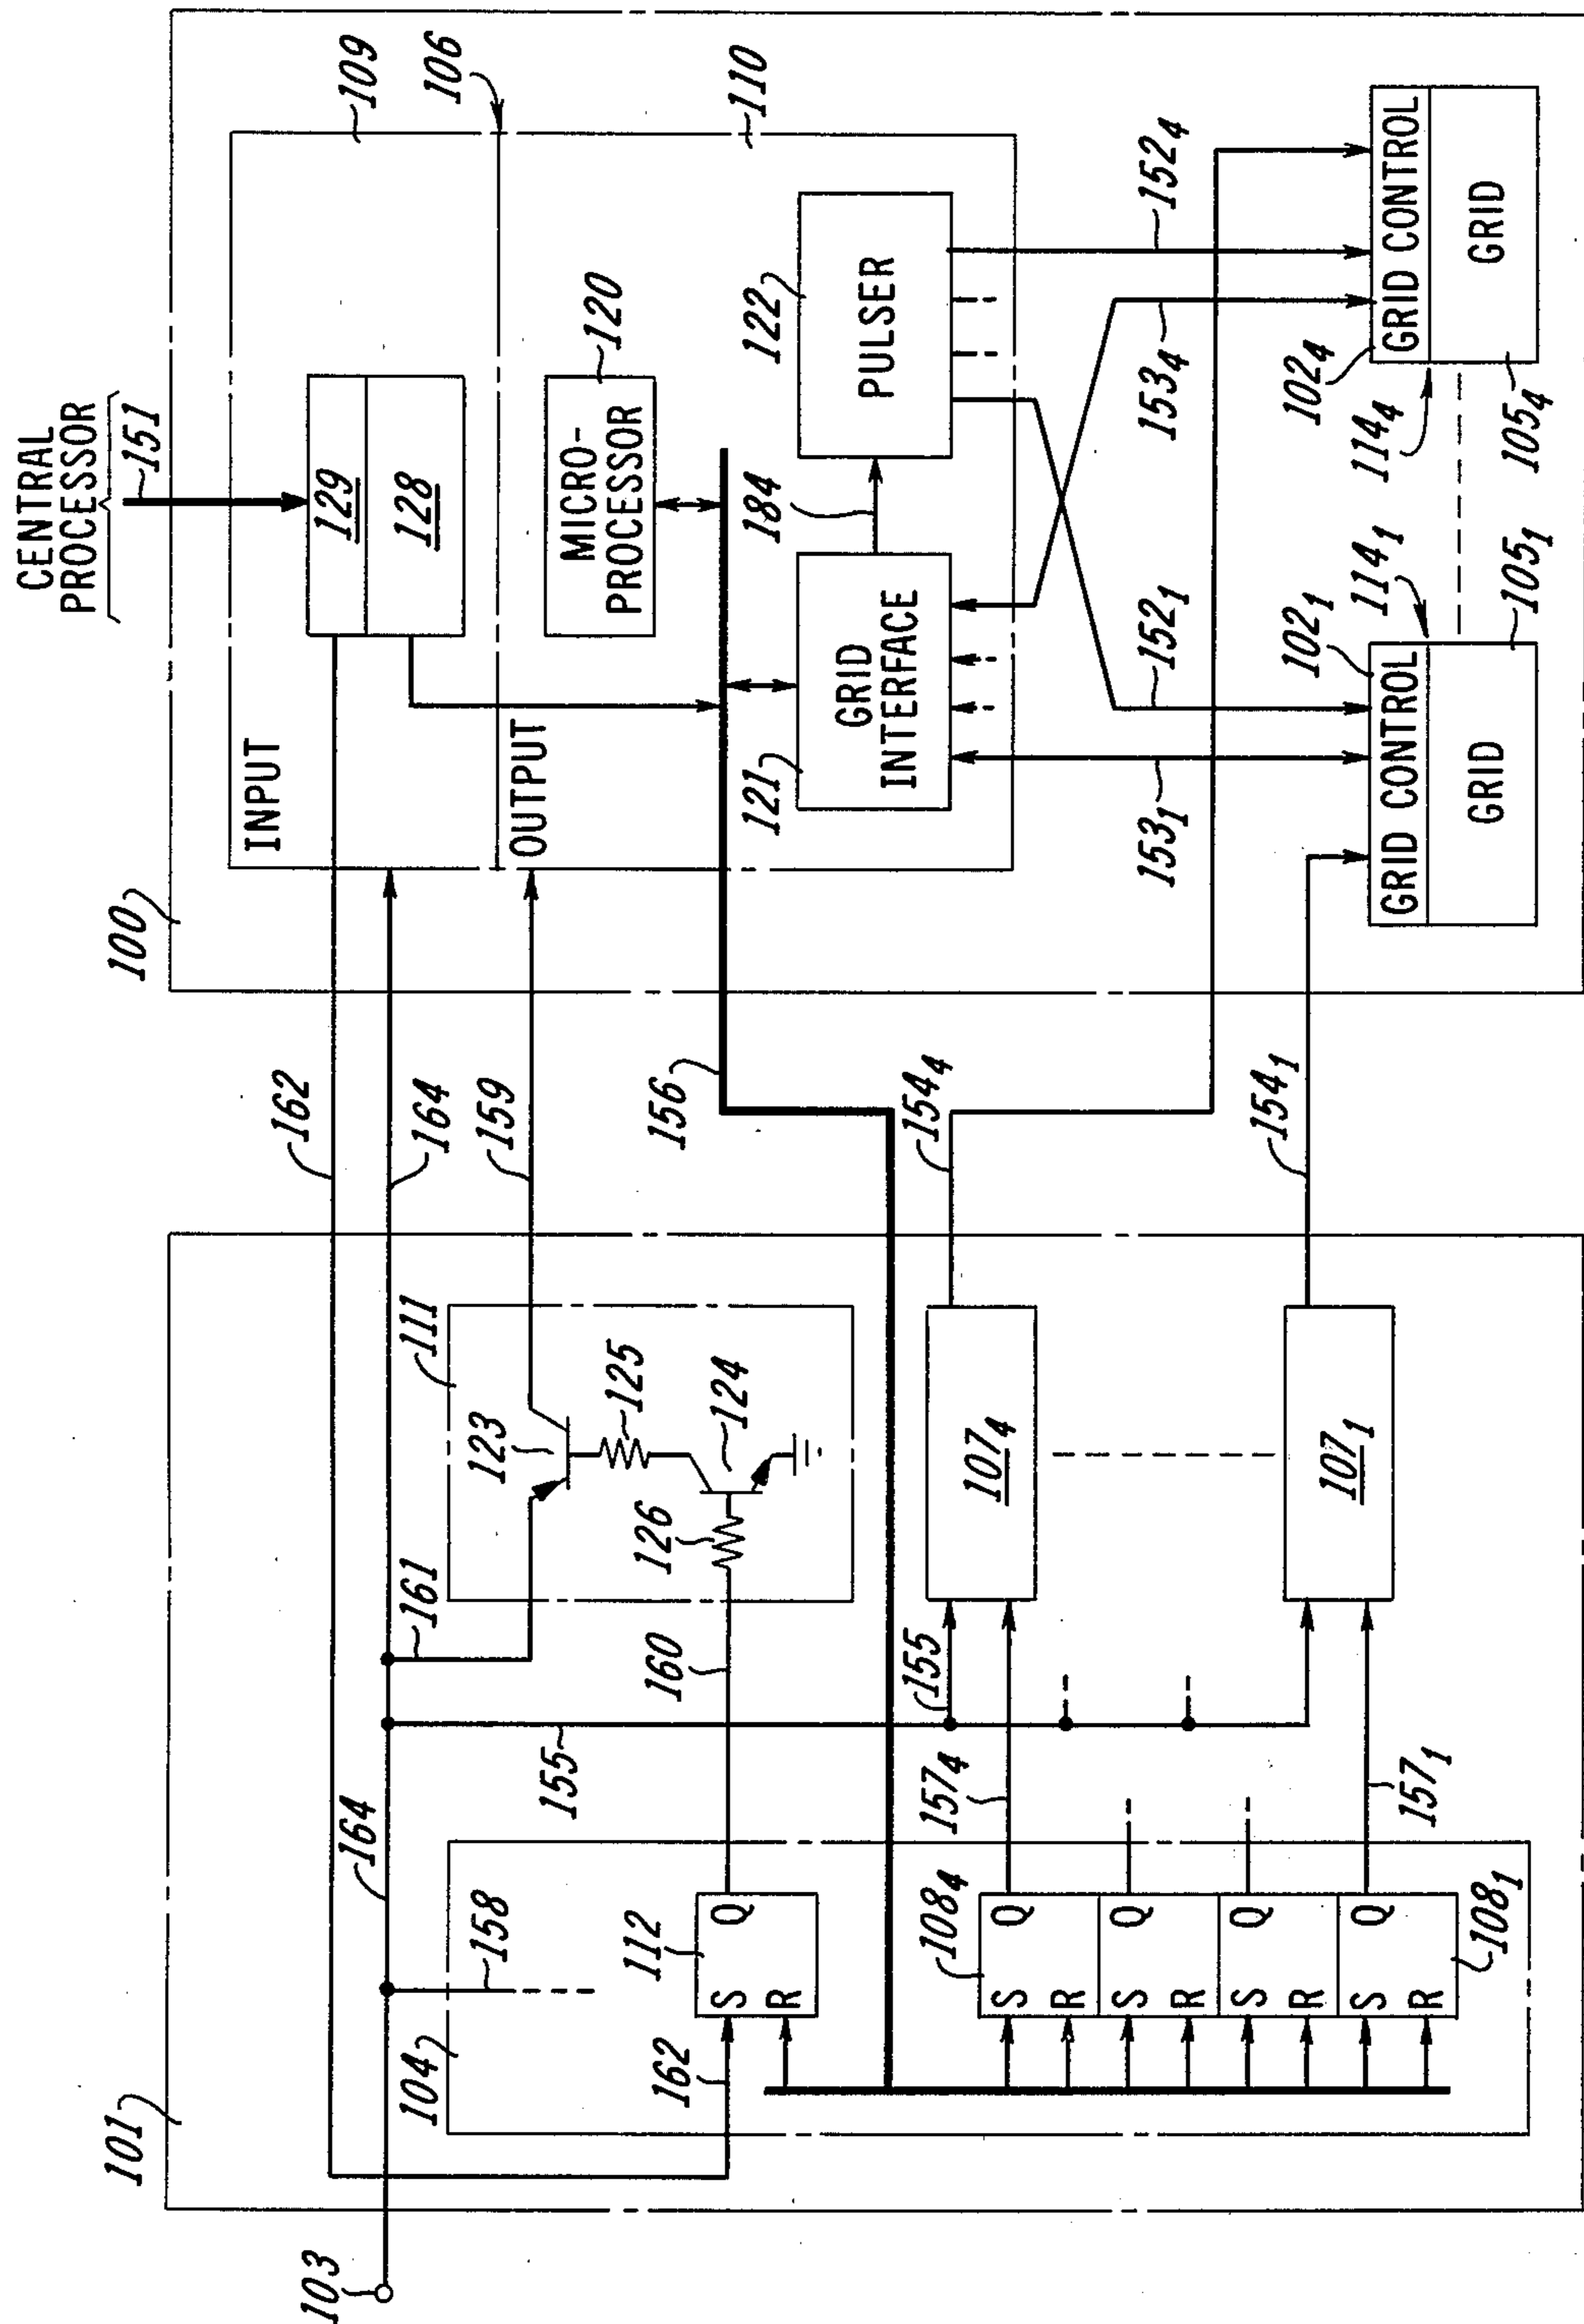 CENTRAL
PROCESSOR
151
100
109
106
110
INPUT
129
128
OUTPUT
MICRO-
PROCESSOR
120
121
GRID
INTERFACE
184
122
PULSER
153₁
152₁
153₄
152₄
102₁
114₁
GRID CONTROL
GRID
105₁
102₄
114₄
GRID CONTROL
GRID
105₄
162
164
159
156
154₄
154₁
101
103
164
158
104
162
112
S
R
Q
160
161
155
155
111
123
125
124
126
107₄
107₁
157₄
157₁
108₄
S
R
Q
S
R
Q
S
R
Q
S
R
Q
108₁